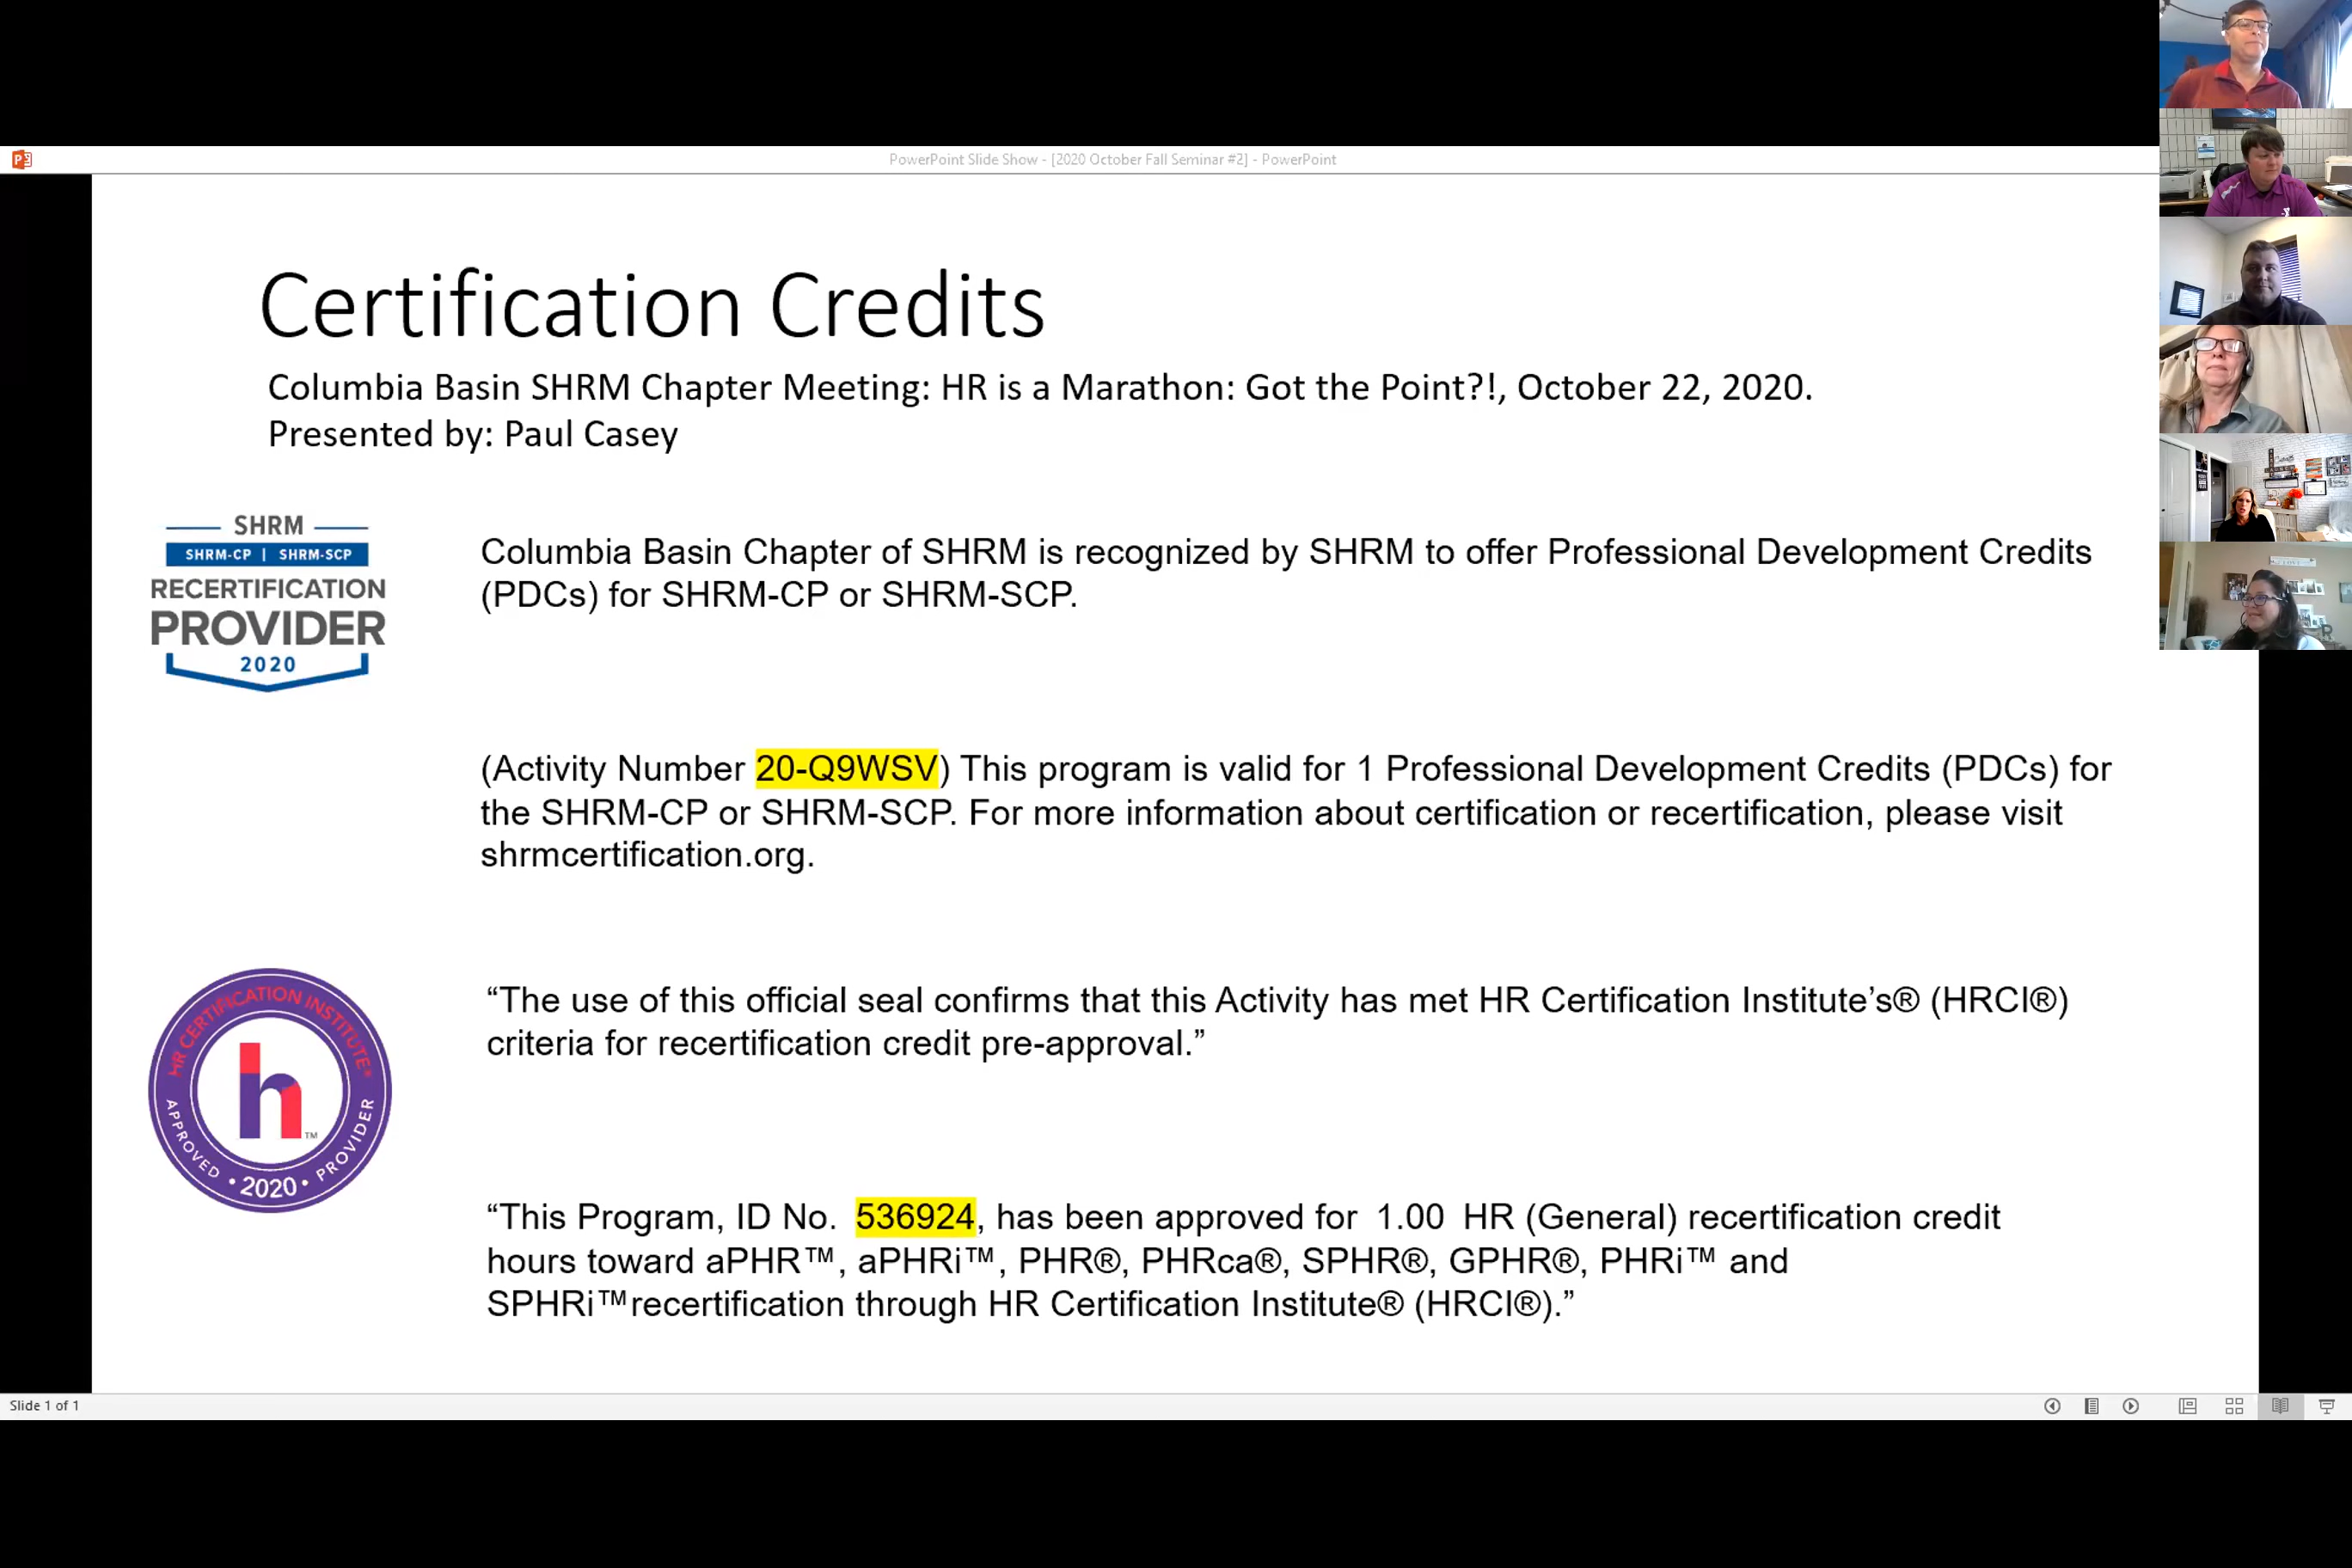 PowerPoint Slide Show - [2020 October Fall Seminar #2] - PowerPoint
Certification Credits
Columbia Basin SHRM Chapter Meeting: HR is a Marathon: Got the Point?!, October 22, 2020.
Presented by: Paul Casey
SHRM
SHRM-CP | SHRM-SCP
RECERTIFICATION
PROVIDER
2020
Columbia Basin Chapter of SHRM is recognized by SHRM to offer Professional Development Credits
(PDCs) for SHRM-CP or SHRM-SCP.
(Activity Number 20-Q9WSV) This program is valid for 1 Professional Development Credits (PDCs) for
the SHRM-CP or SHRM-SCP. For more information about certification or recertification, please visit
shrmcertification.org.
HR CERTIFICATION INSTITUTE®
h™
APPROVED • 2020 • PROVIDER
“The use of this official seal confirms that this Activity has met HR Certification Institute’s® (HRCI®)
criteria for recertification credit pre-approval.”
“This Program, ID No. 536924, has been approved for 1.00 HR (General) recertification credit
hours toward aPHR™, aPHRi™, PHR®, PHRca®, SPHR®, GPHR®, PHRi™ and
SPHRi™recertification through HR Certification Institute® (HRCI®).”
Slide 1 of 1